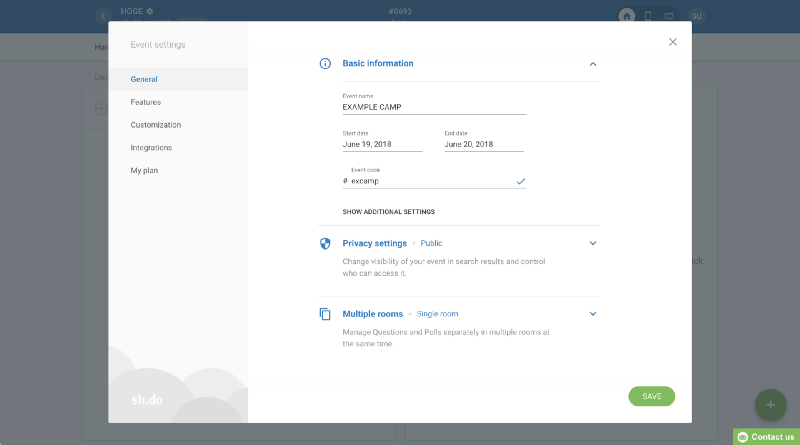 HOGE
#G693
SU
Event settings
General
Features
Customization
Integrations
My plan
sli.do
Basic information
Event name
EXAMPLE CAMP
Start date
June 19, 2018
End date
June 20, 2018
Event code
# excamp
SHOW ADDITIONAL SETTINGS
Privacy settings • Public
Change visibility of your event in search results and control
who can access it.
Multiple rooms • Single room
Manage Questions and Polls separately in multiple rooms at
the same time.
SAVE
Contact us